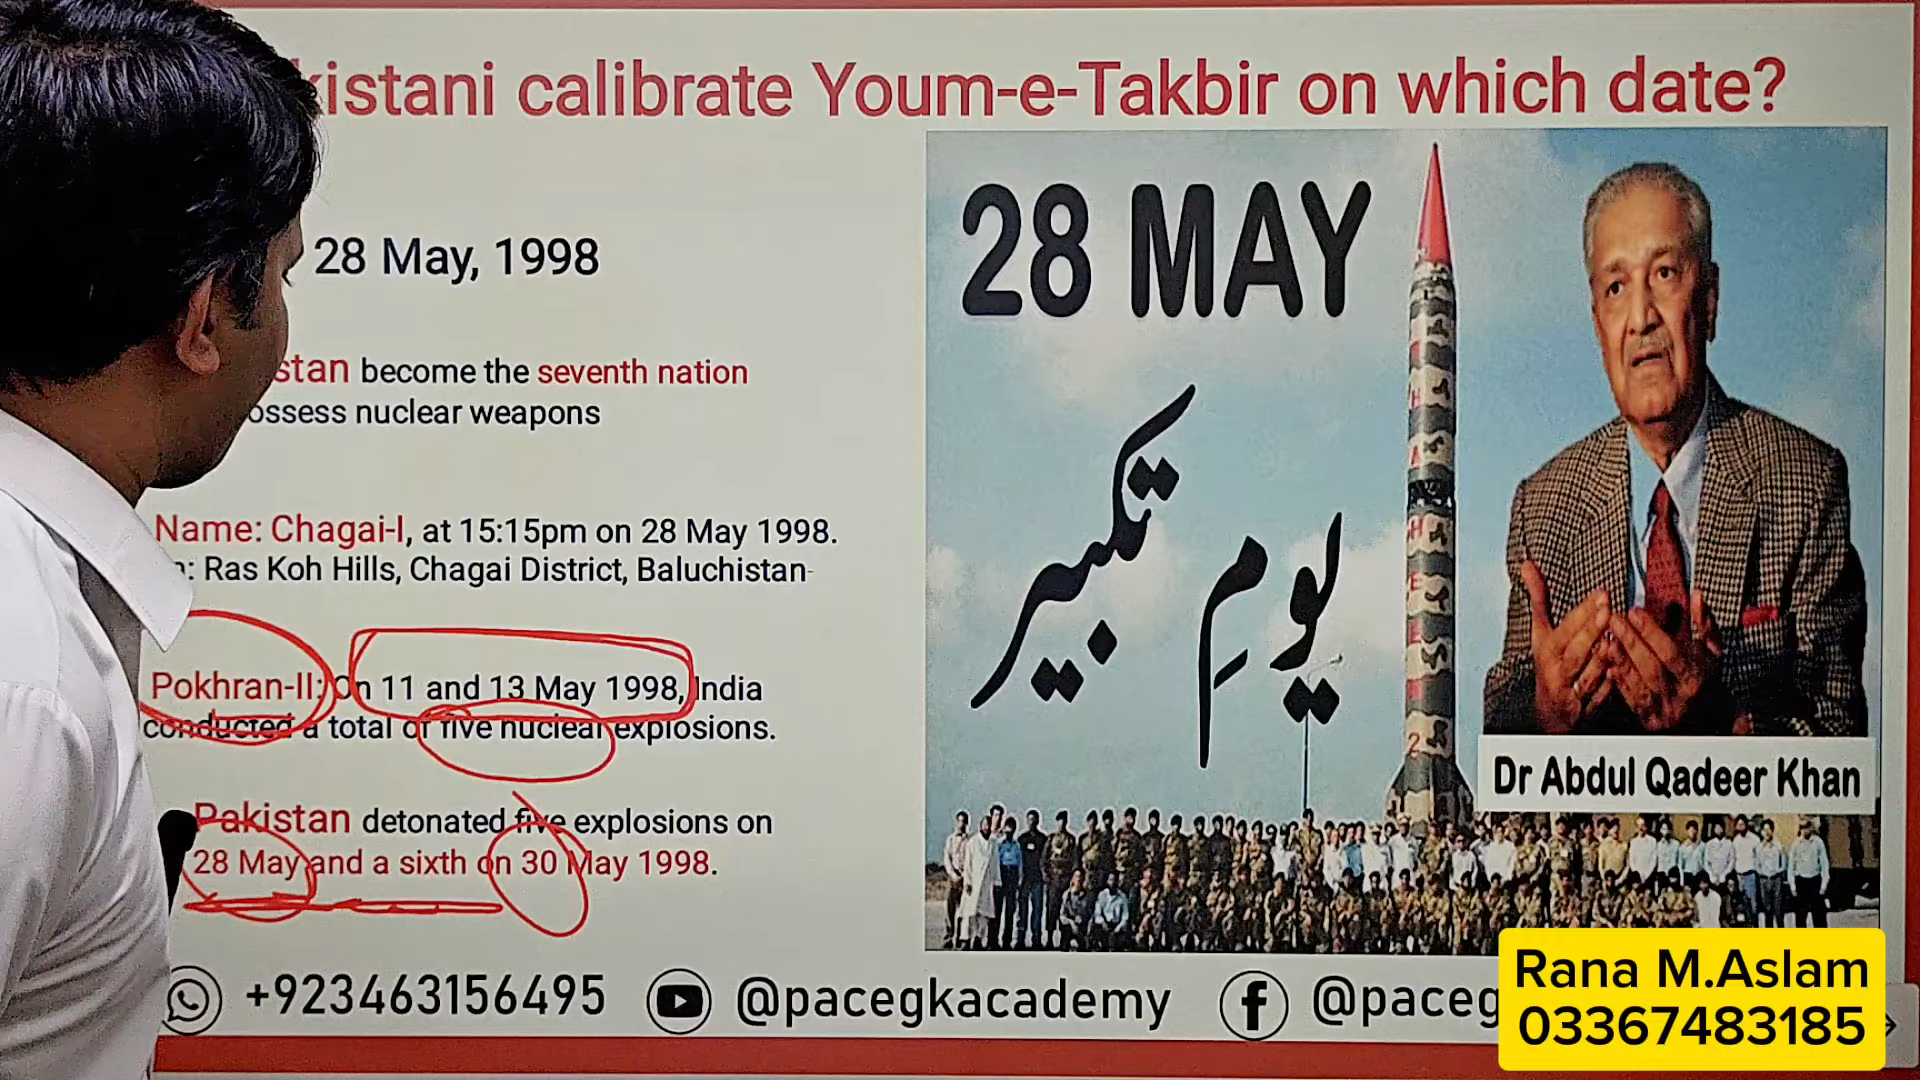 kistani calibrate Youm-e-Takbir on which date?
28 May, 1998
stan become the seventh nation
ossess nuclear weapons
Name: Chagai-I, at 15:15pm on 28 May 1998.
: Ras Koh Hills, Chagai District, Baluchistan
Pokhran-II: On 11 and 13 May 1998, India
conducted a total of five nuclear explosions.
Pakistan detonated five explosions on
28 May and a sixth on 30 May 1998.
28 MAY
یومِ تکبیر
Dr Abdul Qadeer Khan
+923463156495 @pacegkacademy @paceg
Rana M.Aslam
03367483185